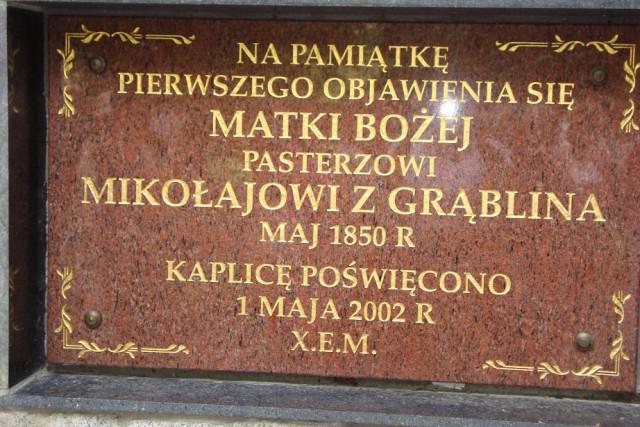 NA PAMIĄTKĘ
PIERWSZEGO OBJAWIENIA SIĘ
MATKI BOŻEJ
PASTERZOWI
MIKOŁAJOWI Z GRĄBLINA
MAJ 1850 R
KAPLICĘ POŚWIĘCONO
1 MAJA 2002 R
X.E.M.